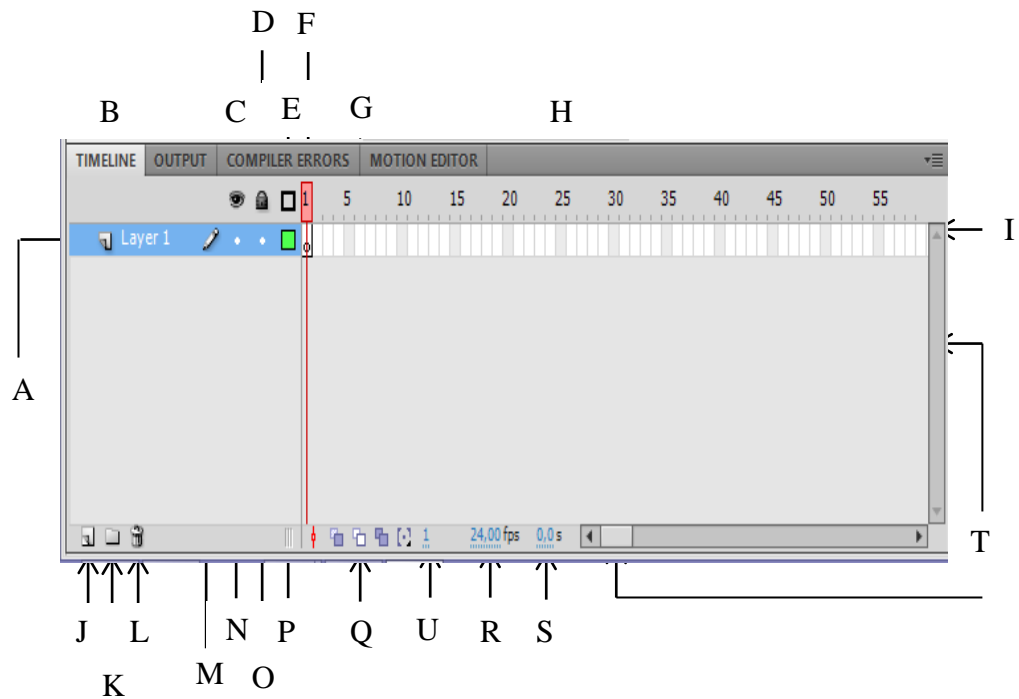 D F
B C E G H
TIMELINE OUTPUT COMPILER ERRORS MOTION EDITOR
1 5 10 15 20 25 30 35 40 45 50 55
I
Layer 1
A
T
1 24,00 fps 0,0 s
J L N P Q U R S
K M O